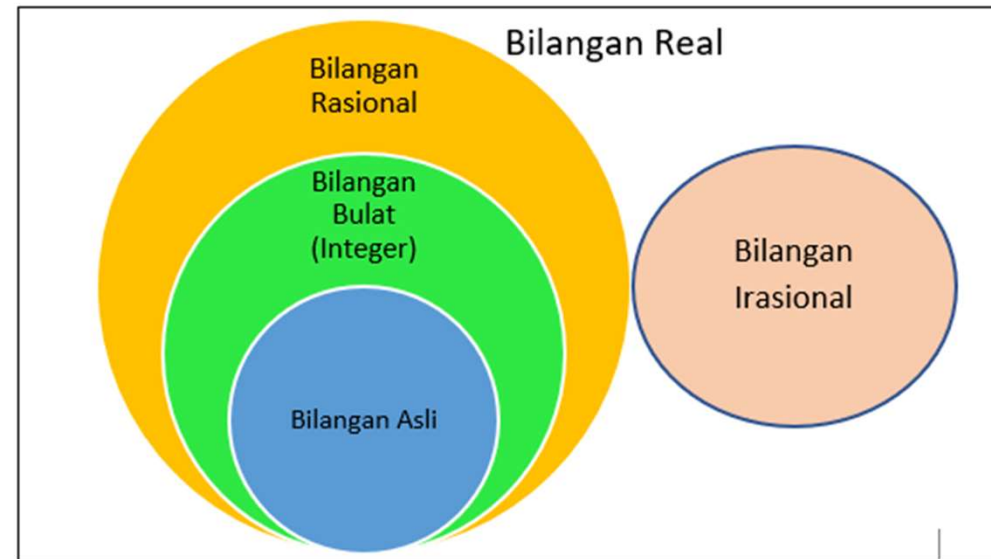 Bilangan Real
Bilangan
Rasional
Bilangan
Bulat
(Integer)
Bilangan Asli
Bilangan
Irasional